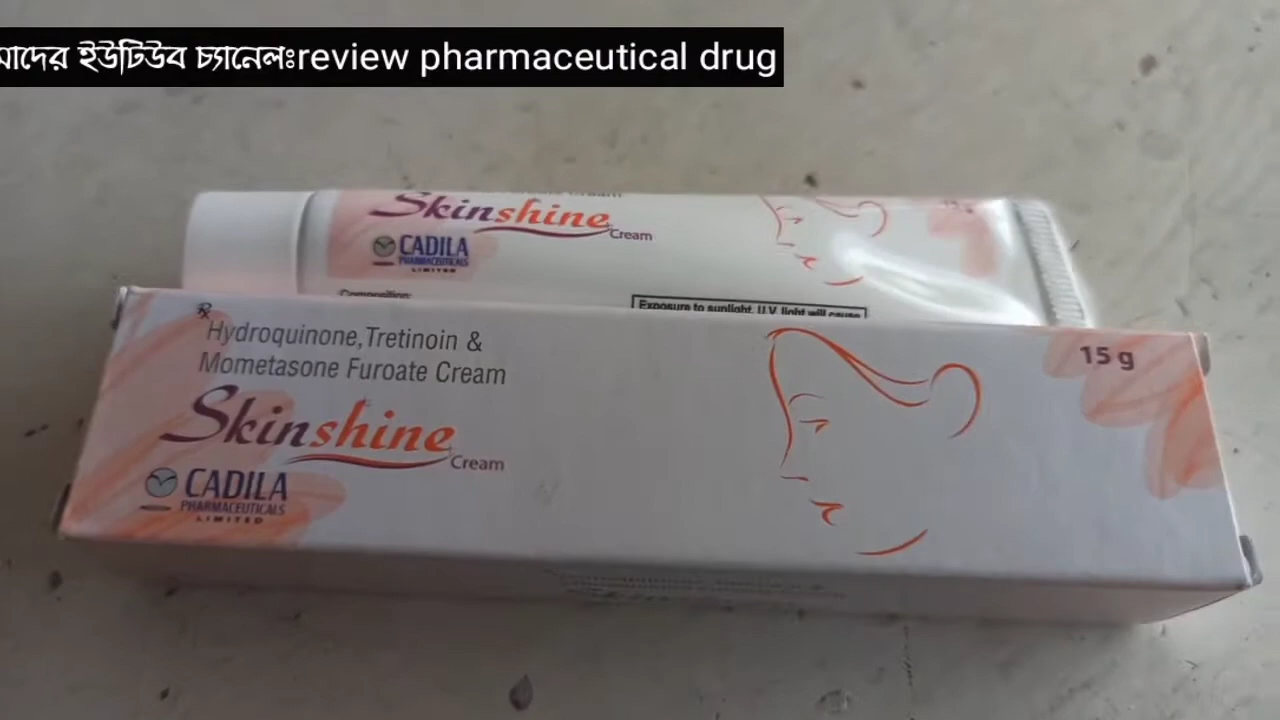 মাদের ইউটিউব চ্যানেলঃreview pharmaceutical drug
Skinshine
Cream
CADILA
PHARMACEUTICALS
LIMITED
Composition:
Exposure to sunlight, U.V. light will cause
Rx
Hydroquinone, Tretinoin &
Mometasone Furoate Cream
15 g
Skinshine
Cream
CADILA
PHARMACEUTICALS
LIMITED